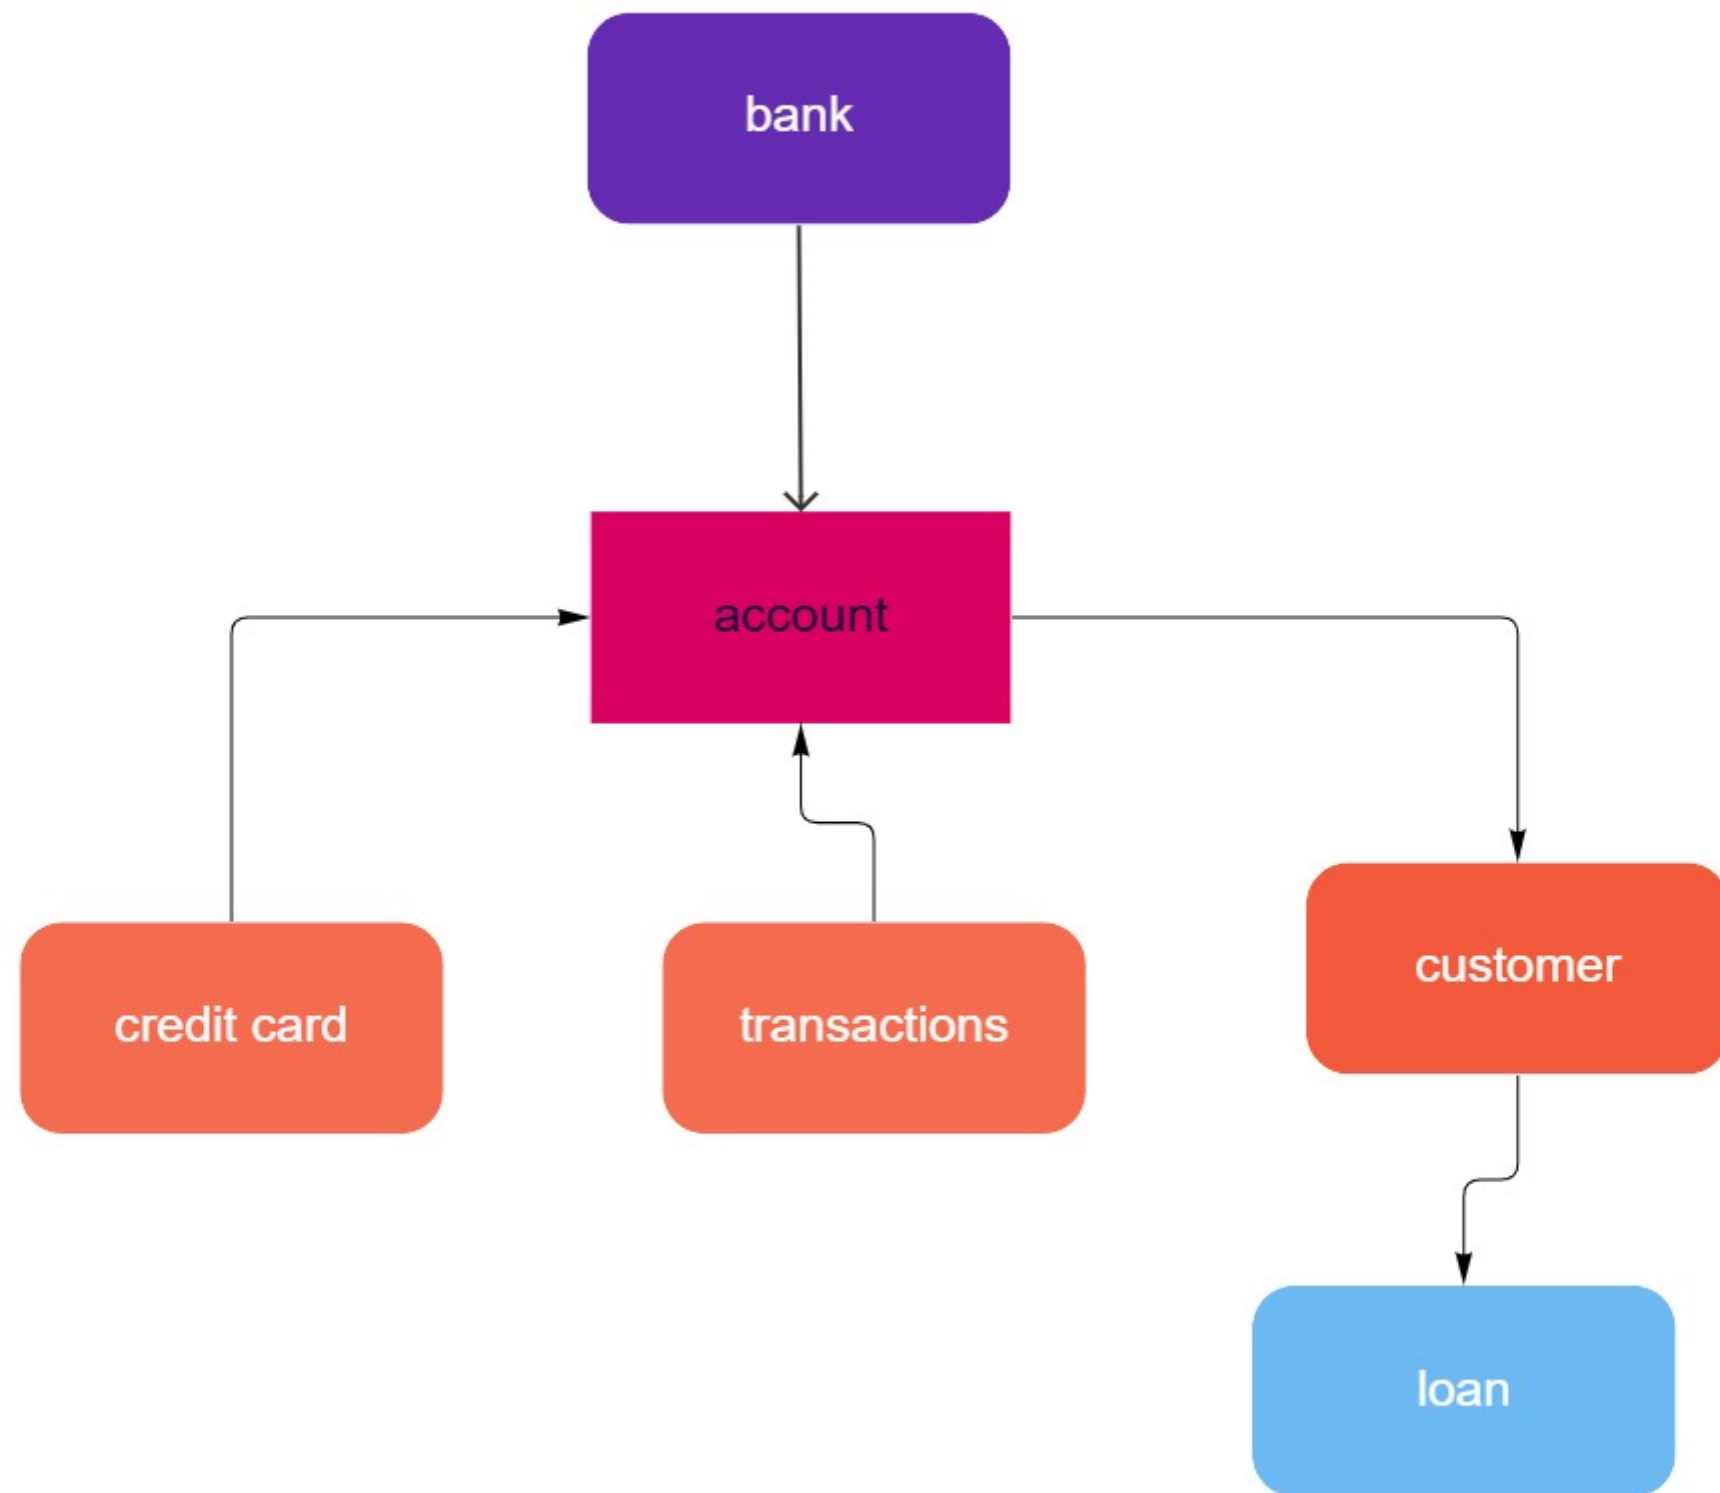 bank
account
credit card
transactions
customer
loan